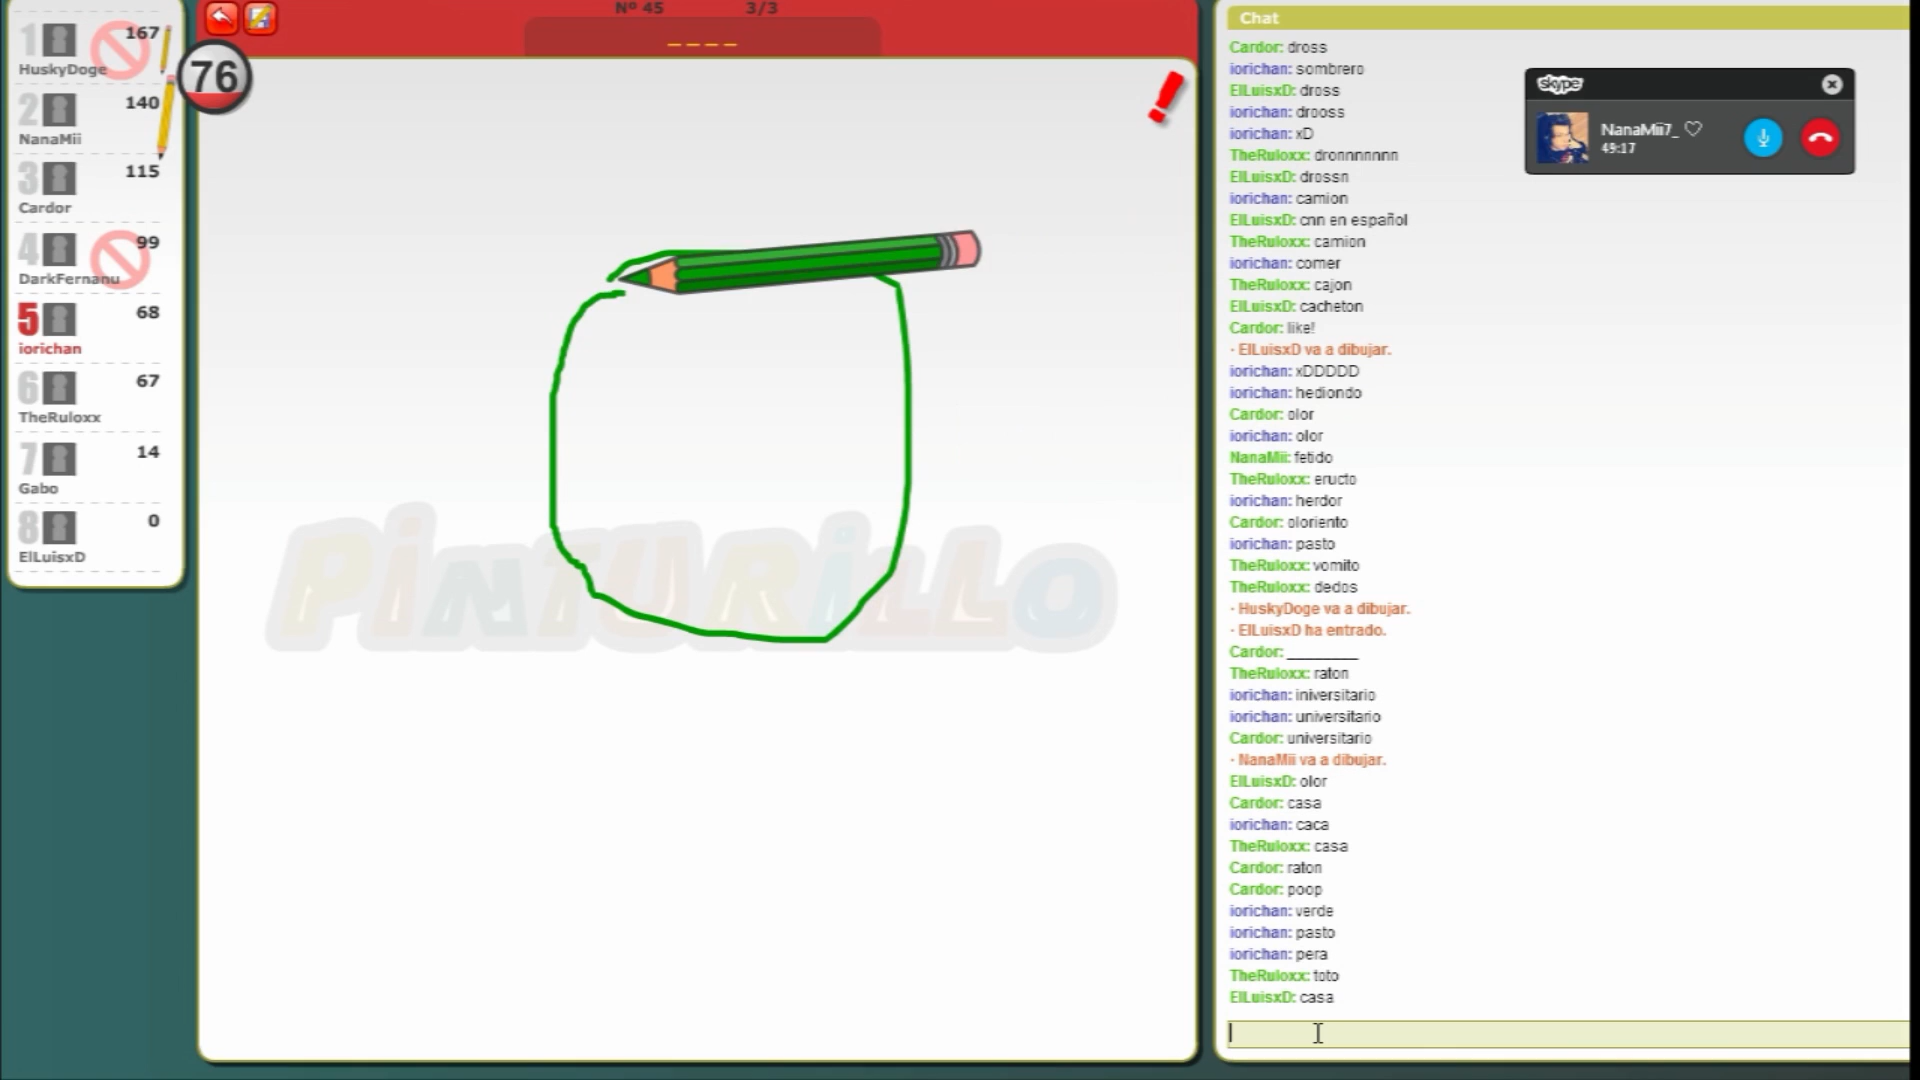 1 167
HuskyDoge
2 140
NanaMii
3 115
Cardor
4 99
DarkFernanu
5 68
iorichan
6 67
TheRuloxx
7 14
Gabo
8 0
ElLuisxD
76
Nº 45 3/3
_ _ _ _
PiNTURiLLO
Chat
Cardor: dross
iorichan: sombrero
ElLuisxD: dross
iorichan: drooss
iorichan: xD
TheRuloxx: dronnnnnnn
ElLuisxD: drossn
iorichan: camion
ElLuisxD: cnn en español
TheRuloxx: camion
iorichan: comer
TheRuloxx: cajon
ElLuisxD: cacheton
Cardor: like!
· ElLuisxD va a dibujar.
iorichan: xDDDDD
iorichan: hediondo
Cardor: olor
iorichan: olor
NanaMii: fetido
TheRuloxx: eructo
iorichan: herdor
Cardor: oloriento
iorichan: pasto
TheRuloxx: vomito
TheRuloxx: dedos
· HuskyDoge va a dibujar.
· ElLuisxD ha entrado.
Cardor: ________
TheRuloxx: raton
iorichan: iniversitario
iorichan: universitario
Cardor: universitario
· NanaMii va a dibujar.
ElLuisxD: olor
Cardor: casa
iorichan: caca
TheRuloxx: casa
Cardor: raton
Cardor: poop
iorichan: verde
iorichan: pasto
iorichan: pera
TheRuloxx: toto
ElLuisxD: casa
skype
NanaMii7_ ♡
49:17